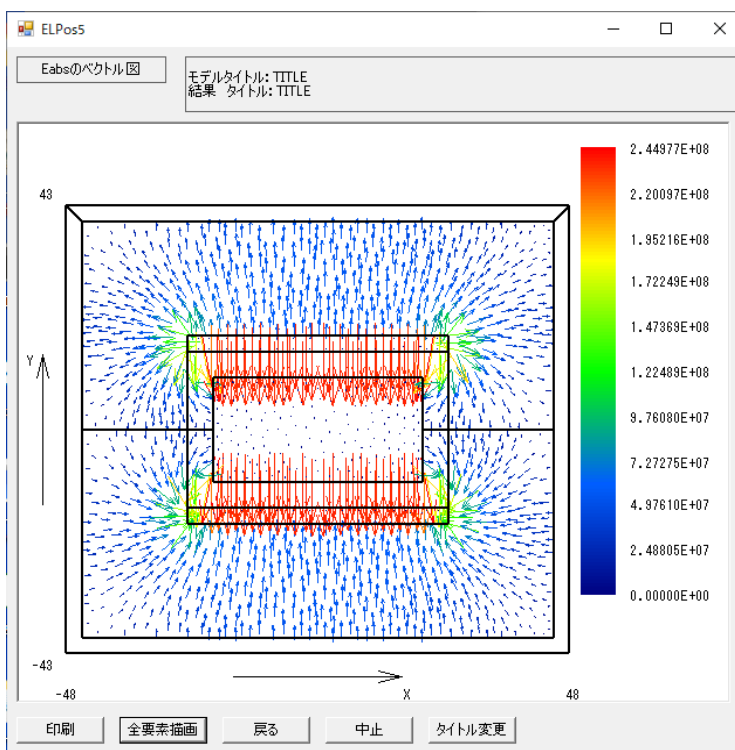 ELPos5
Eabsのベクトル図
モデルタイトル: TITLE
結果 タイトル: TITLE
2.44977E+08
2.20097E+08
1.95216E+08
1.72249E+08
1.47369E+08
1.22489E+08
9.76080E+07
7.27275E+07
4.97610E+07
2.48805E+07
0.00000E+00
43
Y
-43
-48
X
48
印刷
全要素描画
戻る
中止
タイトル変更